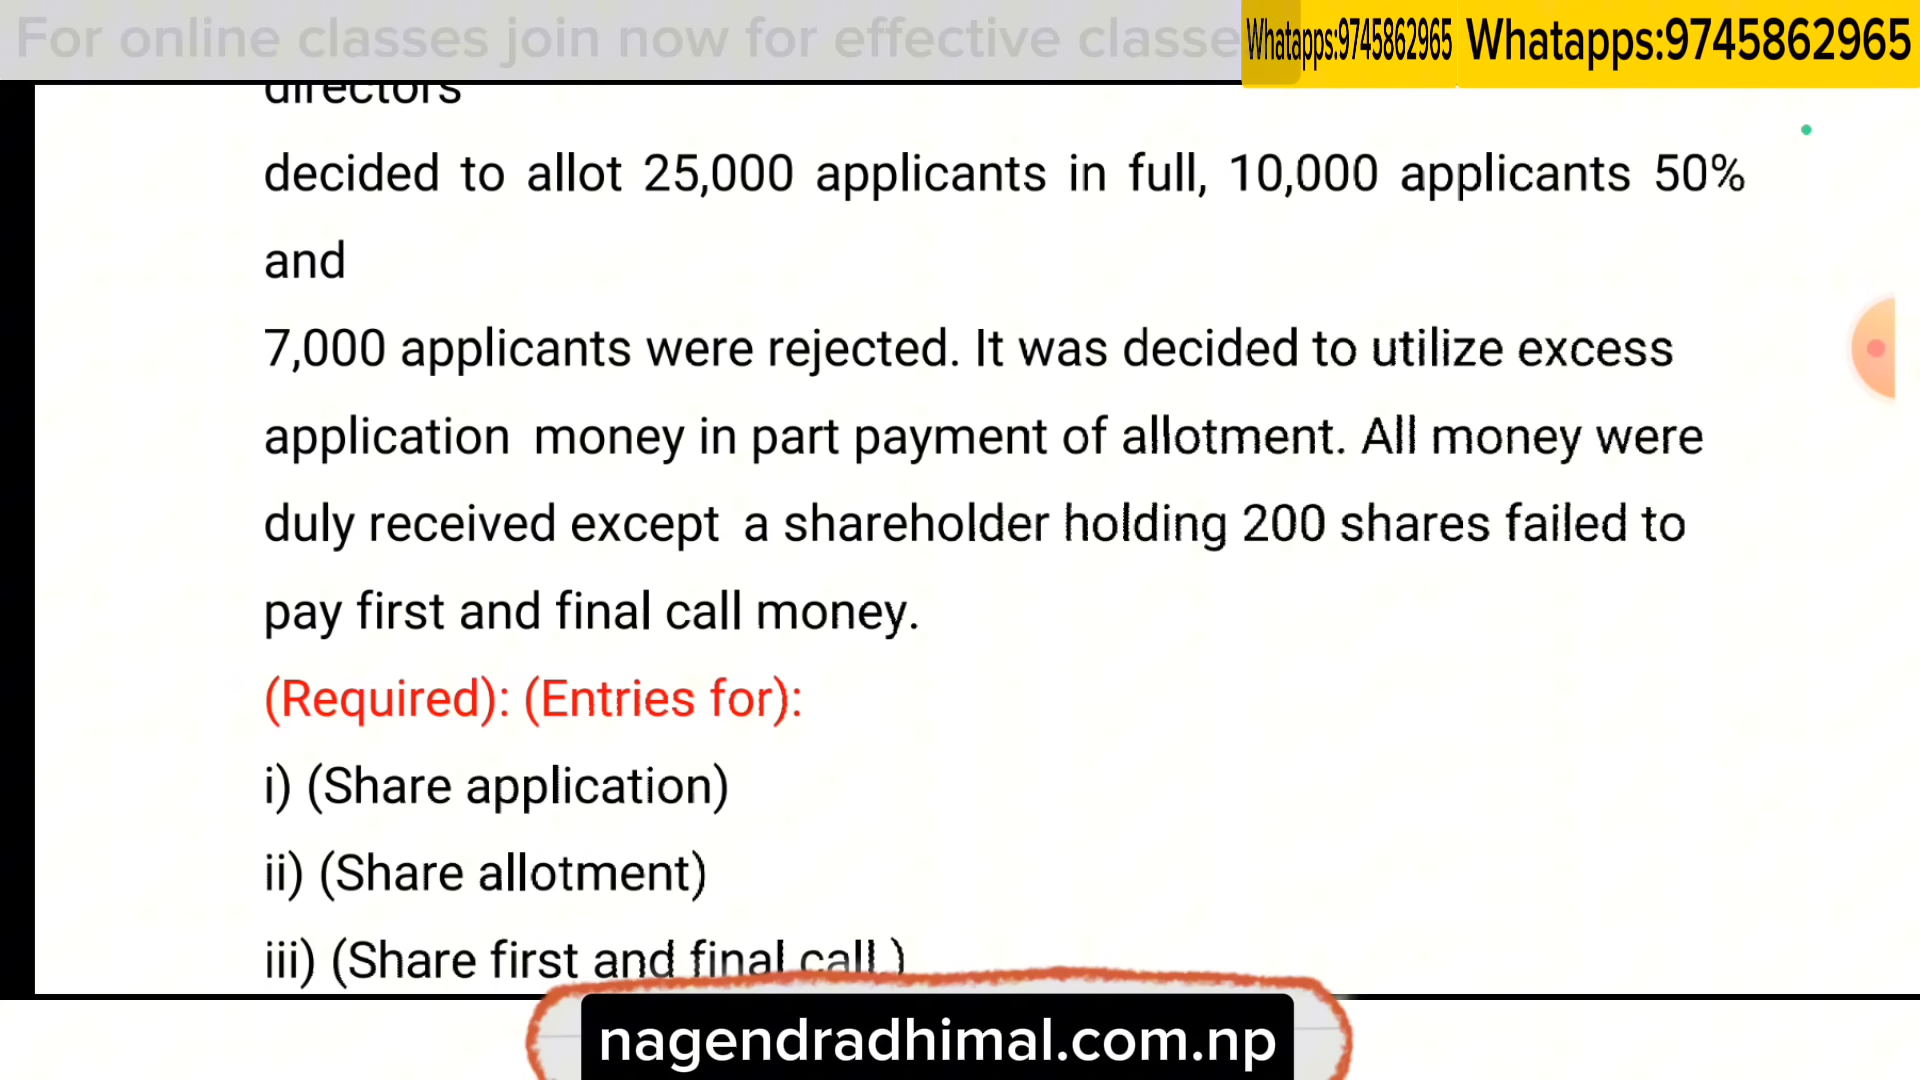 For online classes join now for effective classe
Whatapps:9745862965 Whatapps:9745862965
directors
decided to allot 25,000 applicants in full, 10,000 applicants 50%
and
7,000 applicants were rejected. It was decided to utilize excess
application money in part payment of allotment. All money were
duly received except a shareholder holding 200 shares failed to
pay first and final call money.
(Required): (Entries for):
i) (Share application)
ii) (Share allotment)
iii) (Share first and final call )
nagendradhimal.com.np